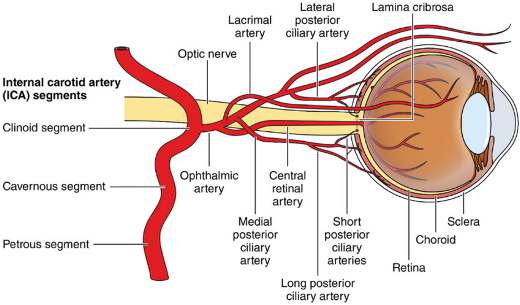 Lacrimal
artery
Lateral
posterior
ciliary artery
Lamina cribrosa
Optic nerve
Internal carotid artery
(ICA) segments
Clinoid segment
Cavernous segment
Petrous segment
Ophthalmic
artery
Central
retinal
artery
Medial
posterior
ciliary
artery
Short
posterior
ciliary
arteries
Long posterior
ciliary artery
Sclera
Choroid
Retina